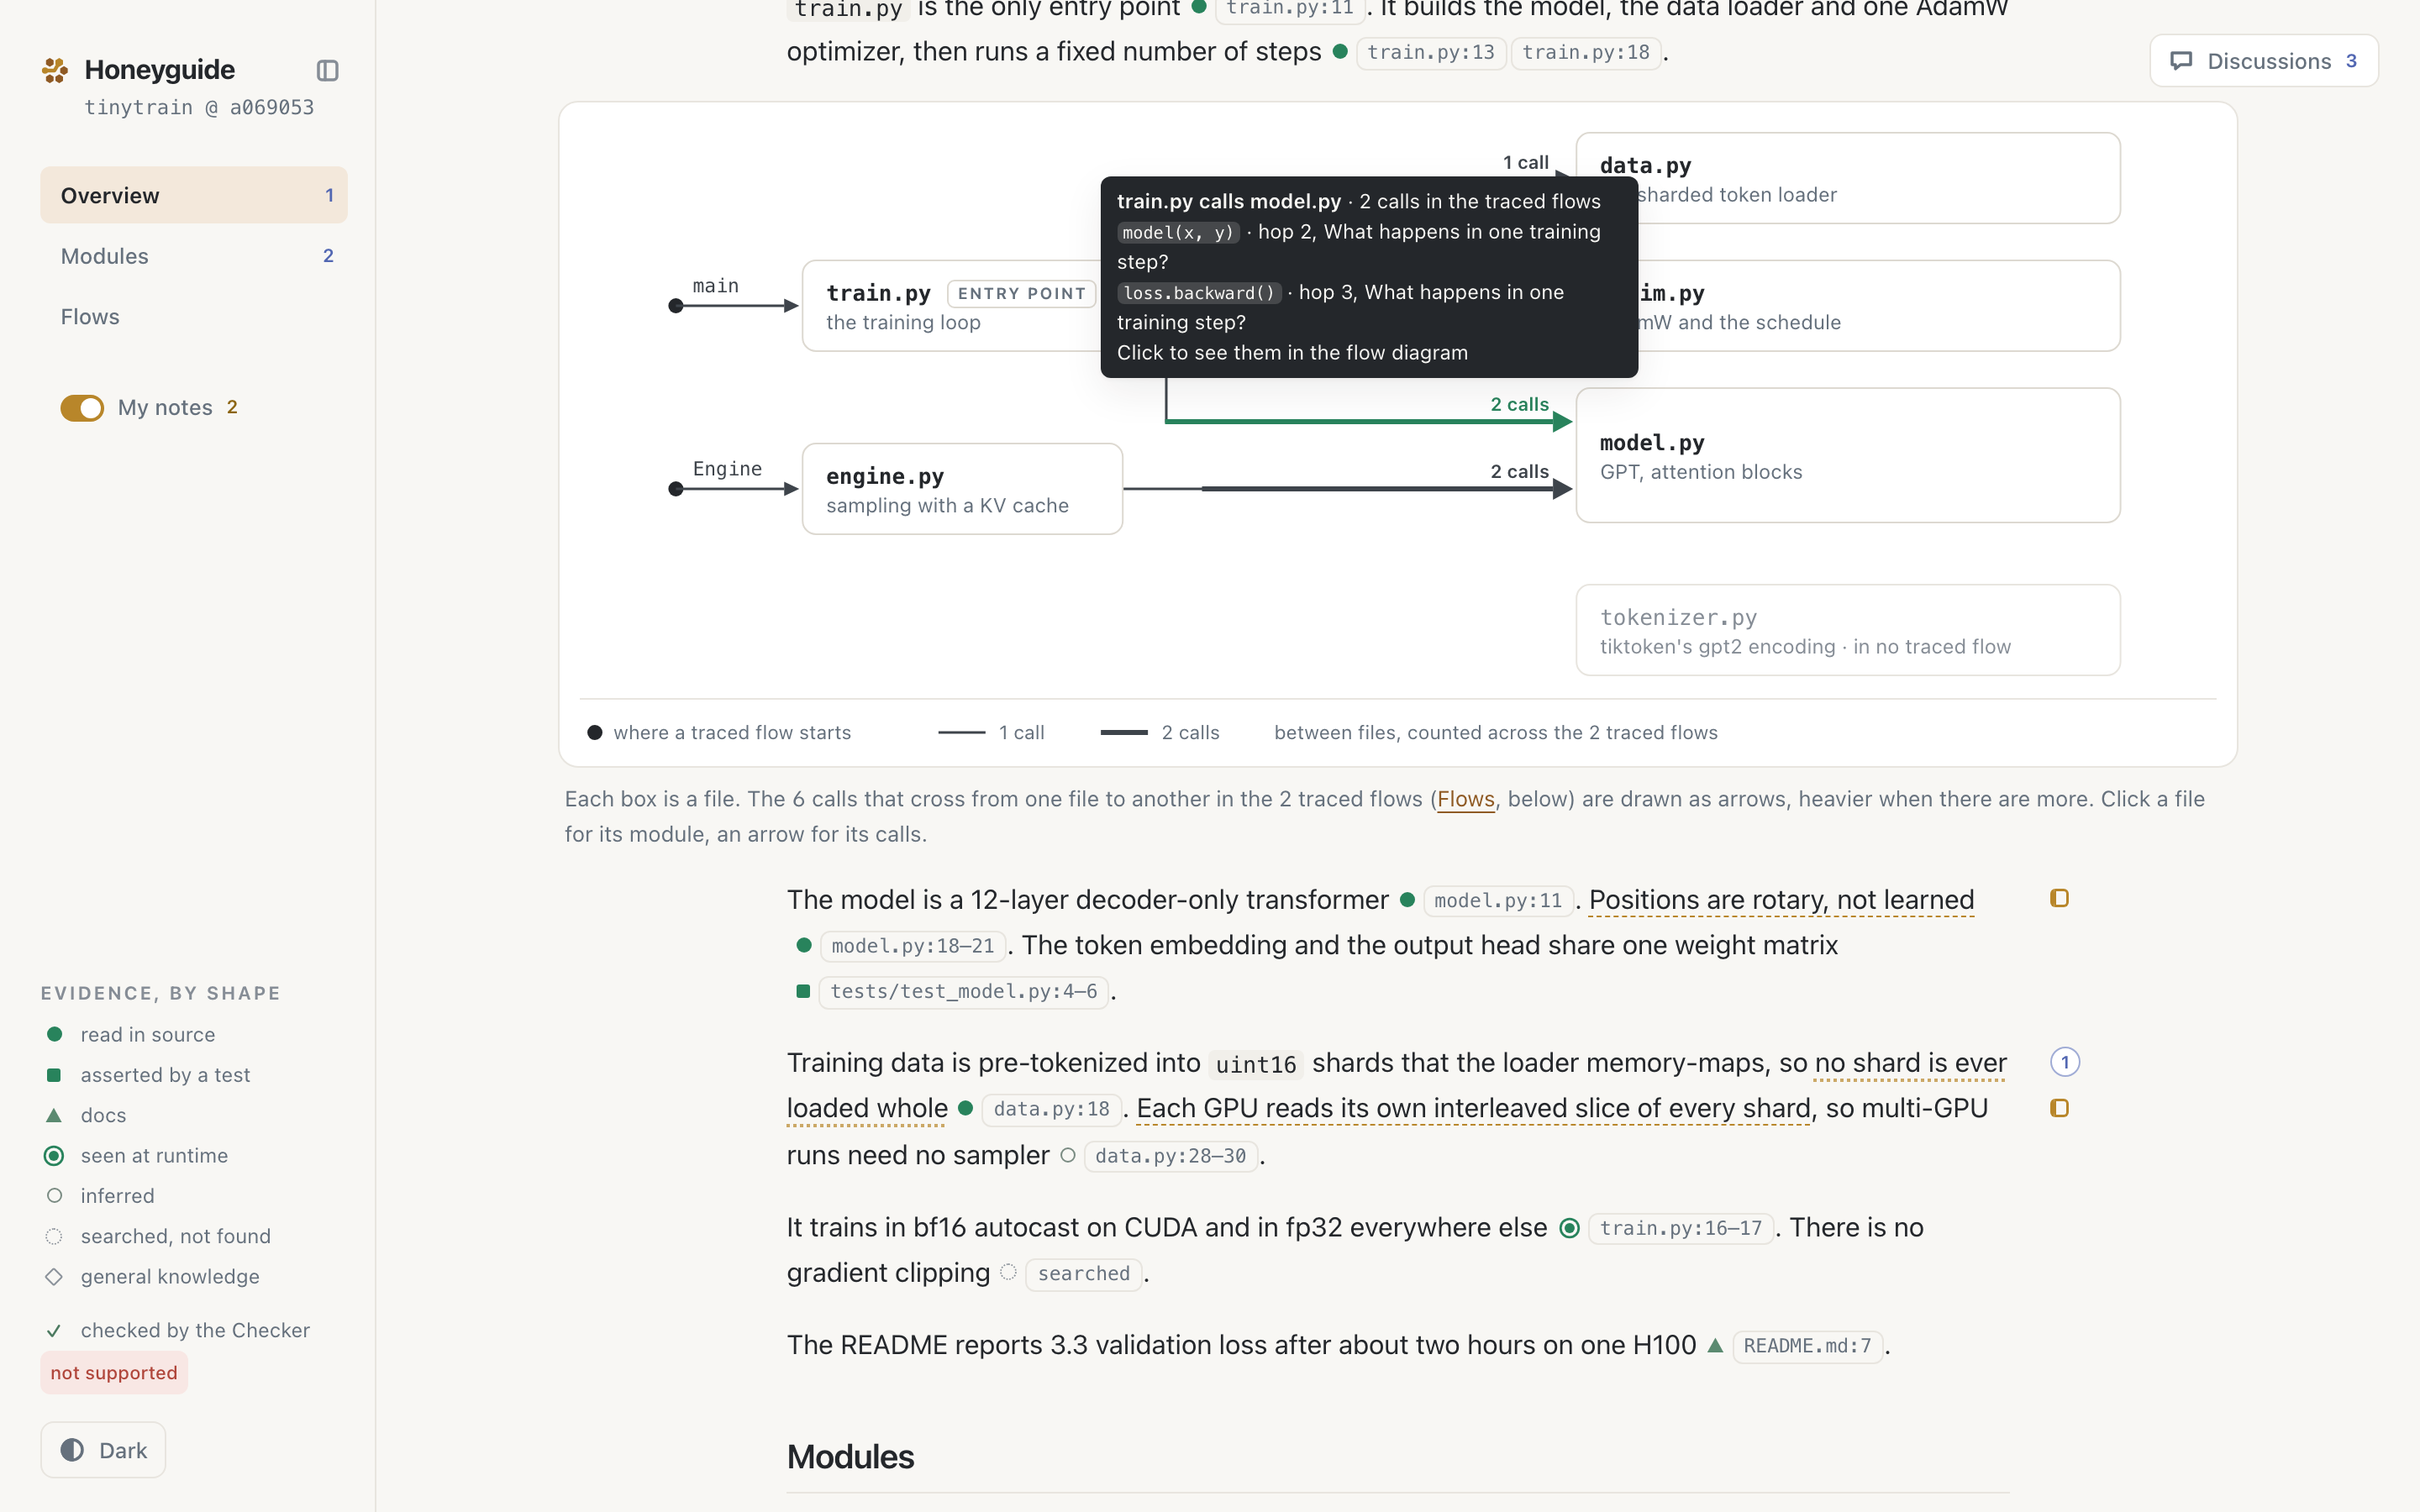 Honeyguide
tinytrain @ a069053
Overview 1
Modules 2
Flows
My notes 2
EVIDENCE, BY SHAPE
read in source
asserted by a test
docs
seen at runtime
inferred
searched, not found
general knowledge
checked by the Checker
not supported
Dark
Discussions 3
train.py is the only entry point train.py:11. It builds the model, the data loader and one AdamW
optimizer, then runs a fixed number of steps train.py:13 train.py:18.
1 call
data.py
sharded token loader
train.py calls model.py · 2 calls in the traced flows
model(x, y) · hop 2, What happens in one training
step?
loss.backward() · hop 3, What happens in one
training step?
Click to see them in the flow diagram
main
train.py ENTRY POINT
the training loop
im.py
mW and the schedule
2 calls
model.py
GPT, attention blocks
Engine
engine.py
sampling with a KV cache
2 calls
tokenizer.py
tiktoken's gpt2 encoding · in no traced flow
where a traced flow starts 1 call 2 calls between files, counted across the 2 traced flows
Each box is a file. The 6 calls that cross from one file to another in the 2 traced flows (Flows, below) are drawn as arrows, heavier when there are more. Click a file
for its module, an arrow for its calls.
The model is a 12-layer decoder-only transformer model.py:11. Positions are rotary, not learned
model.py:18–21. The token embedding and the output head share one weight matrix
tests/test_model.py:4–6.
Training data is pre-tokenized into uint16 shards that the loader memory-maps, so no shard is ever 1
loaded whole data.py:18. Each GPU reads its own interleaved slice of every shard, so multi-GPU
runs need no sampler data.py:28–30.
It trains in bf16 autocast on CUDA and in fp32 everywhere else train.py:16–17. There is no
gradient clipping searched.
The README reports 3.3 validation loss after about two hours on one H100 README.md:7.
Modules